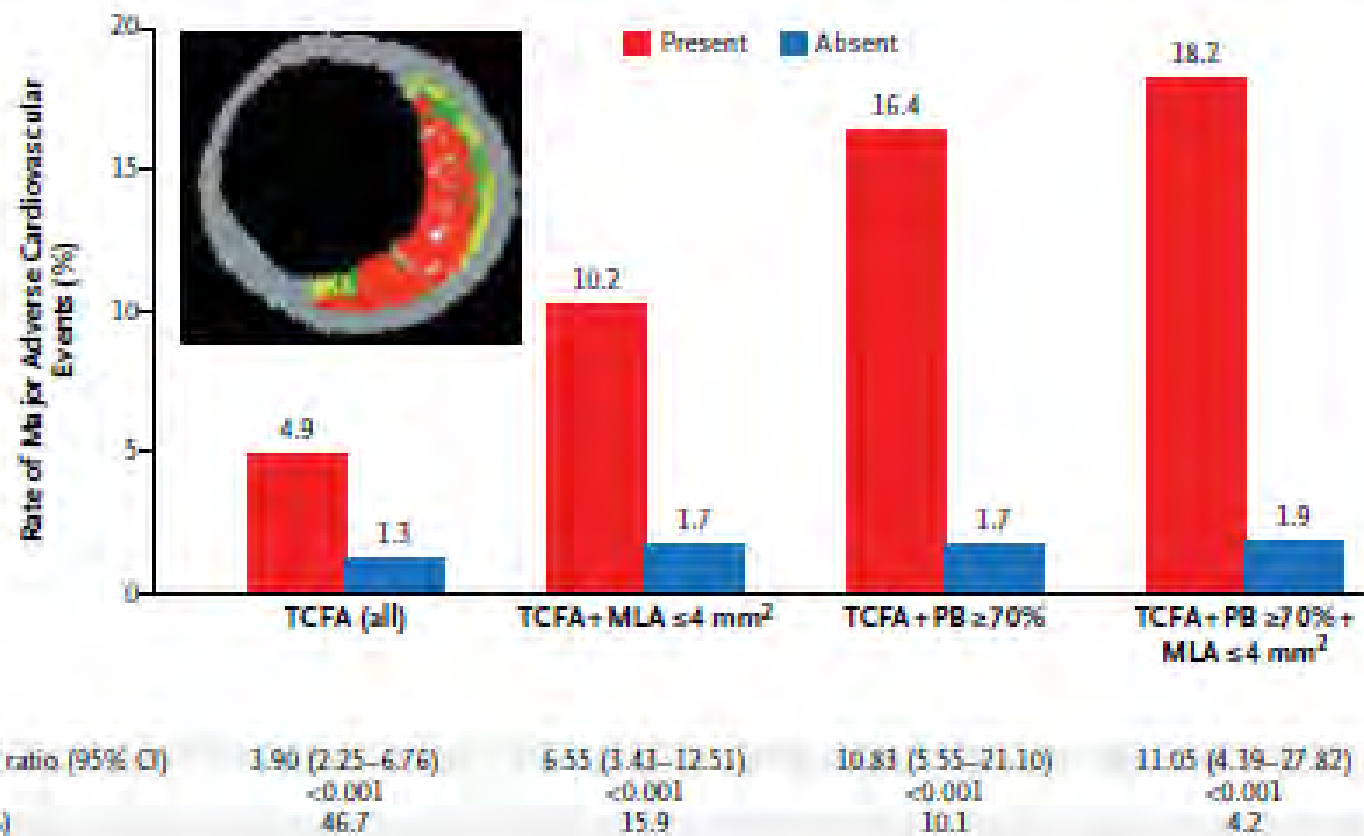 20
Present Absent
18.2
16.4
15
10.2
10
Rate of Major Adverse Cardiovascular
Events (%)
4.9
5
1.3
1.7
1.7
1.9
0
TCFA (all) TCFA+MLA ≤4 mm² TCFA+PB ≥70% TCFA+PB ≥70%+
MLA ≤4 mm²
ratio (95% CI) 3.90 (2.25–6.76) 6.55 (3.43–12.51) 10.83 (5.55–21.10) 11.05 (4.39–27.82)
<0.001 <0.001 <0.001 <0.001
) 46.7 15.9 10.1 4.2